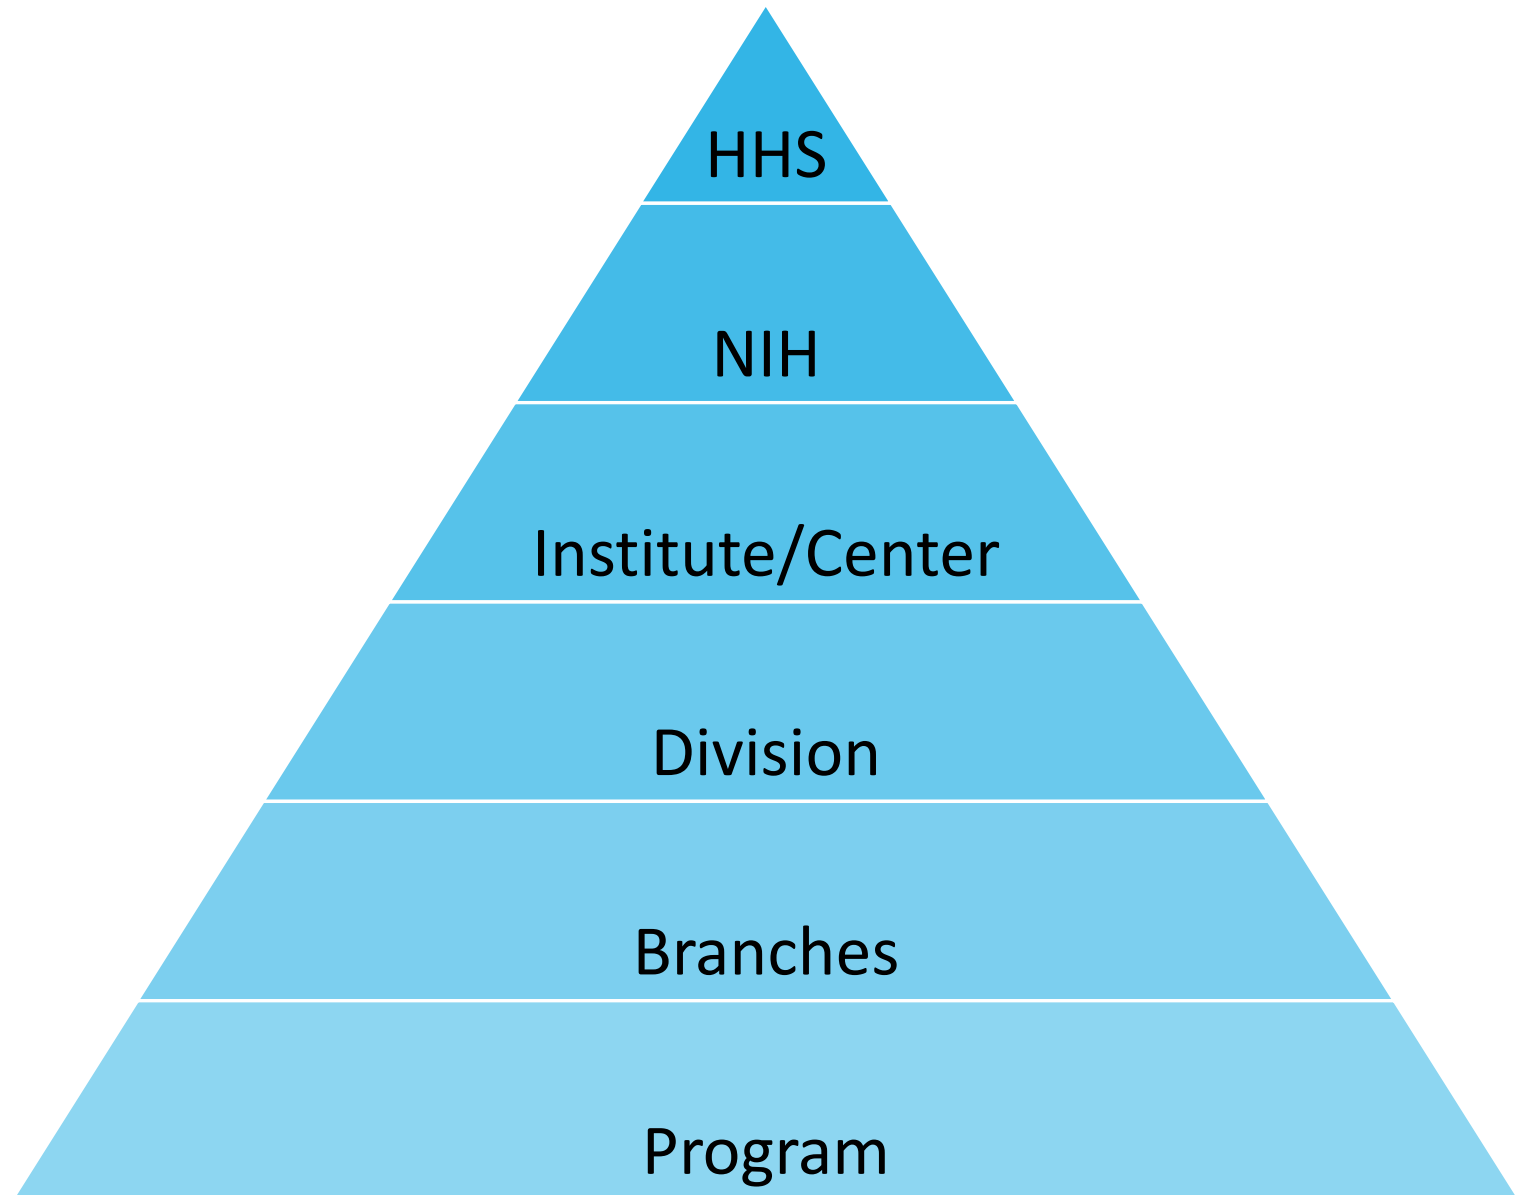 HHS
NIH
Institute/Center
Division
Branches
Program